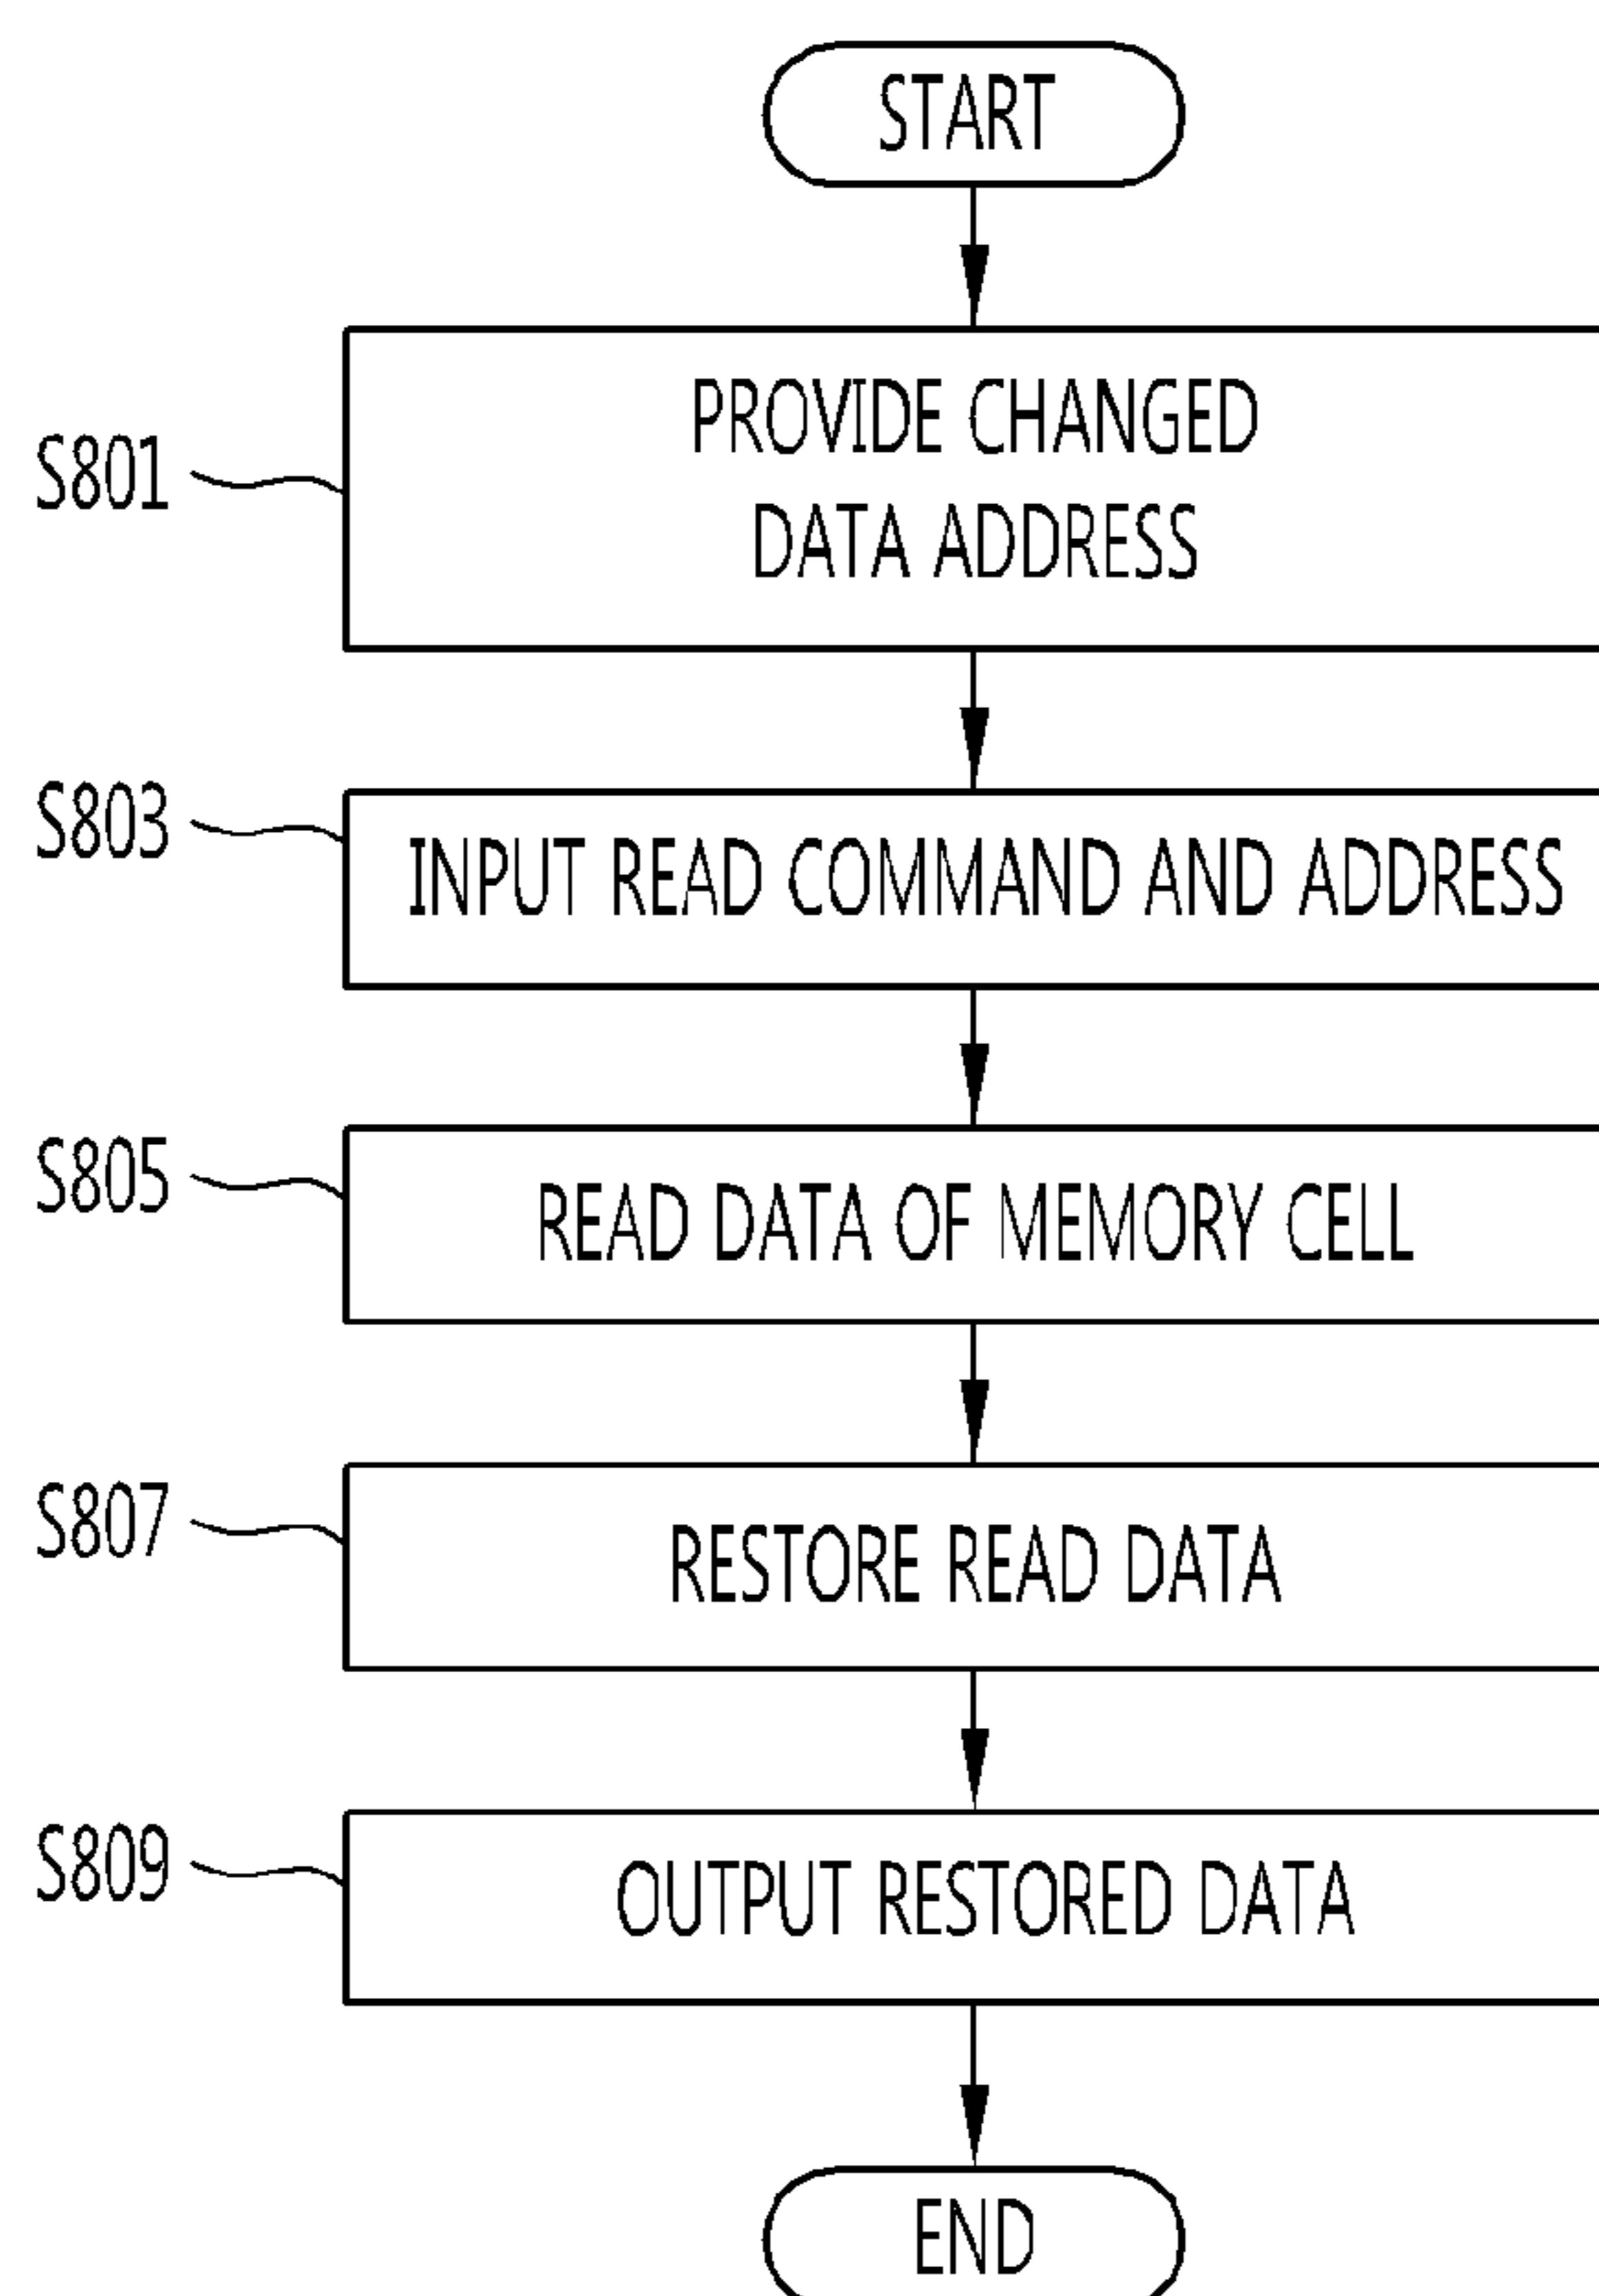 START
S801
PROVIDE CHANGED
DATA ADDRESS
S803
INPUT READ COMMAND AND ADDRESS
S805
READ DATA OF MEMORY CELL
S807
RESTORE READ DATA
S809
OUTPUT RESTORED DATA
END